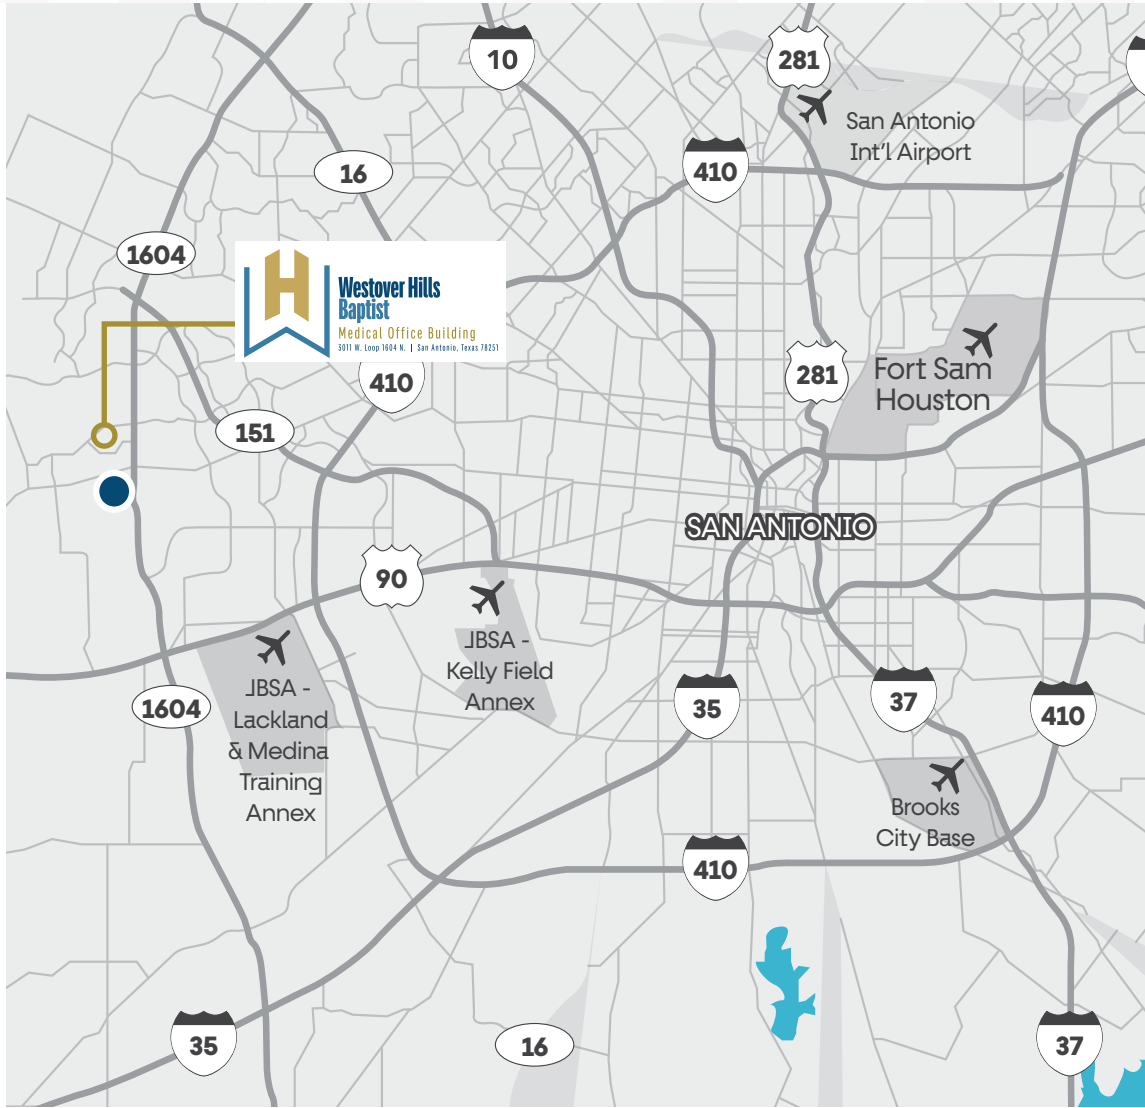 10
281
San Antonio
Int'l Airport
410
16
1604
Westover Hills
Baptist
Medical Office Building
3011 W. Loop 1604 N. | San Antonio, Texas 78251
410
281
Fort Sam
Houston
151
SAN ANTONIO
90
JBSA -
Kelly Field
Annex
JBSA -
Lackland
& Medina
Training
Annex
1604
35
37
410
Brooks
City Base
410
35
16
37